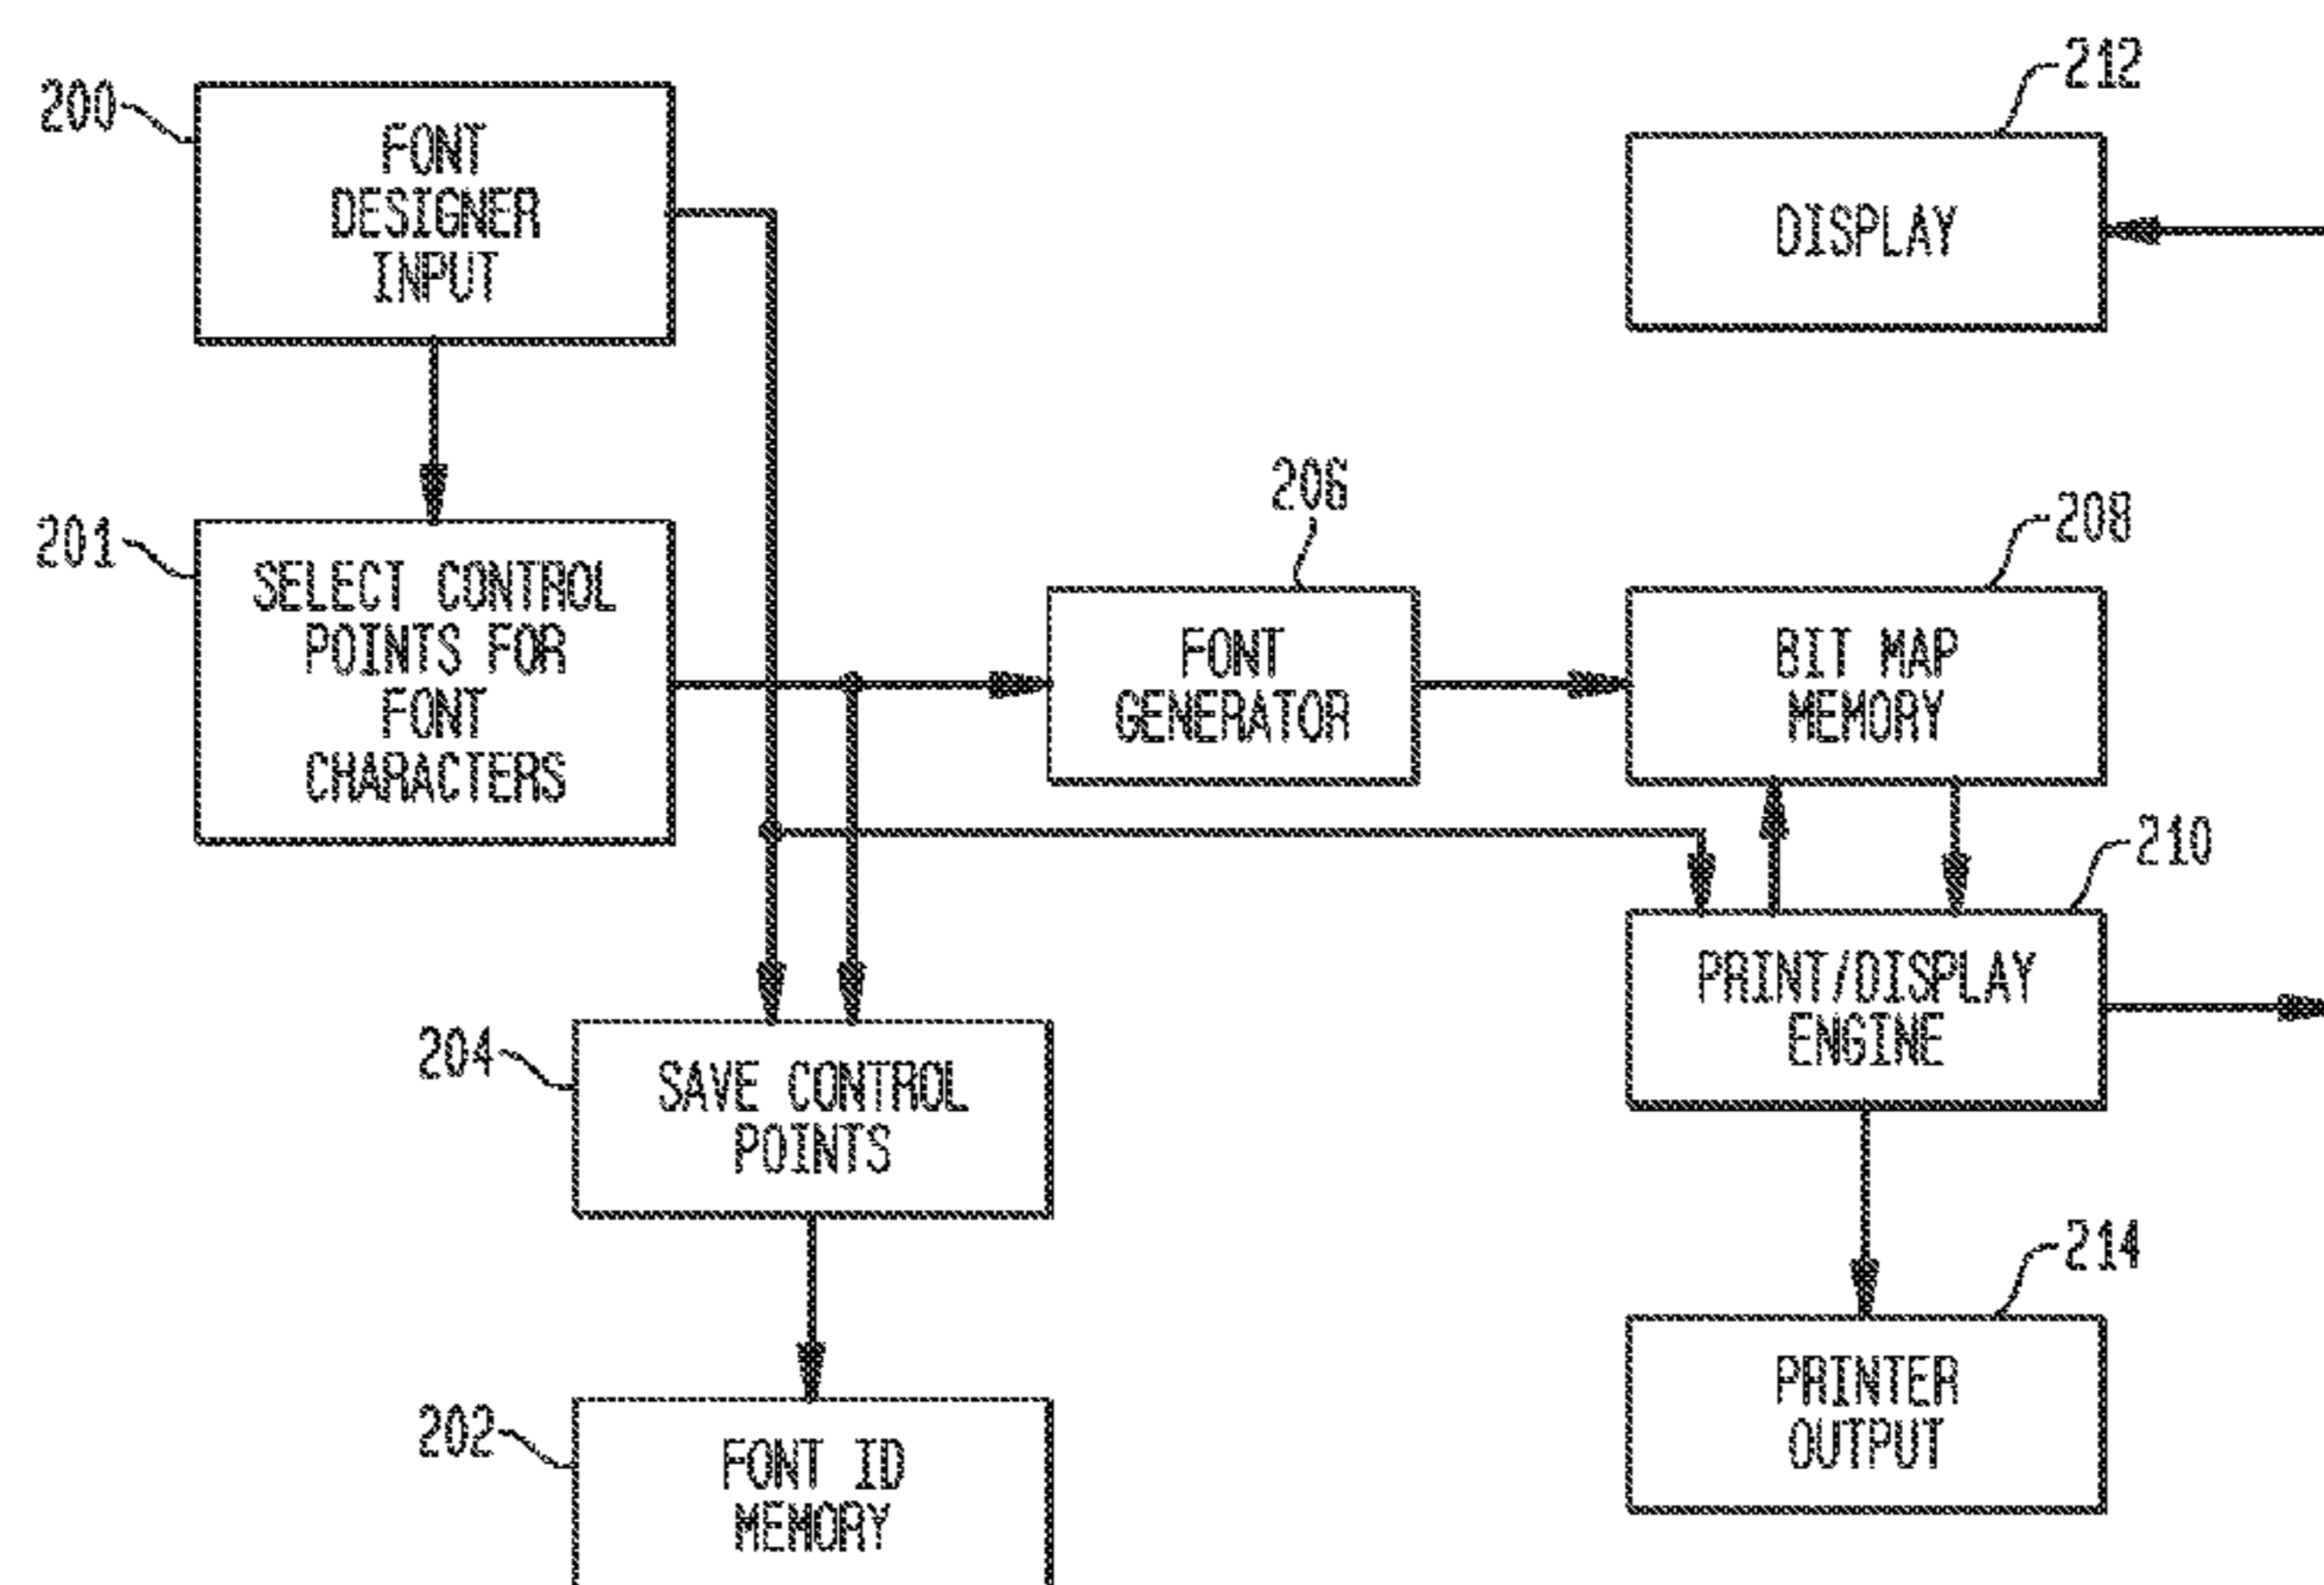 200
FONT
DESIGNER
INPUT
212
DISPLAY
201
SELECT CONTROL
POINTS FOR
FONT
CHARACTERS
206
FONT
GENERATOR
208
BIT MAP
MEMORY
210
PRINT/DISPLAY
ENGINE
204
SAVE CONTROL
POINTS
214
PRINTER
OUTPUT
202
FONT ID
MEMORY